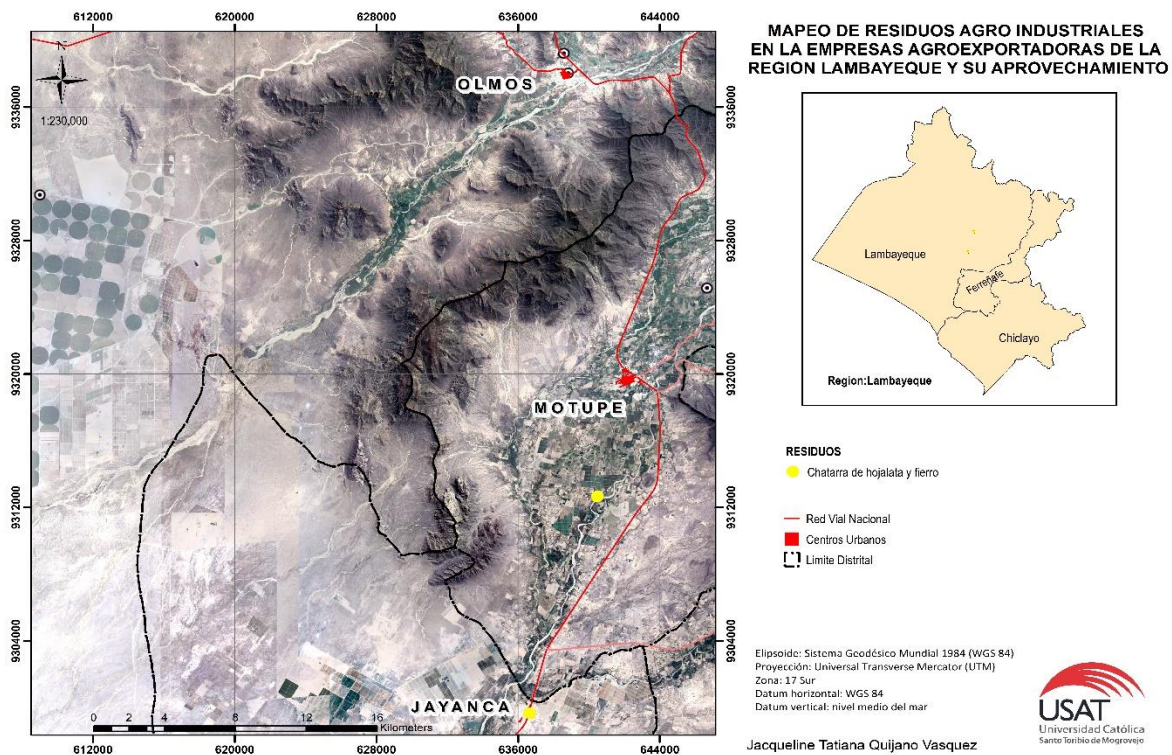 MAPEO DE RESIDUOS AGRO INDUSTRIALES
EN LA EMPRESAS AGROEXPORTADORAS DE LA
REGION LAMBAYEQUE Y SU APROVECHAMIENTO
612000 620000 628000 636000 644000
N
1:230,000
OLMOS
MOTUPE
JAYANCA
9336000
9328000
9320000
9312000
9304000
9336000
9328000
9320000
9312000
9304000
0 2 4 8 12 16
Kilometers
612000 620000 628000 636000 644000
Lambayeque
Ferreñafe
Chiclayo
Region:Lambayeque
RESIDUOS
Chatarra de hojalata y fierro
Red Vial Nacional
Centros Urbanos
Limite Distrital
Elipsoide: Sistema Geodésico Mundial 1984 (WGS 84)
Proyección: Universal Transverse Mercator (UTM)
Zona: 17 Sur
Datum horizontal: WGS 84
Datum vertical: nivel medio del mar
USAT
Universidad Católica
Santo Toribio de Mogrovejo
Jacqueline Tatiana Quijano Vasquez